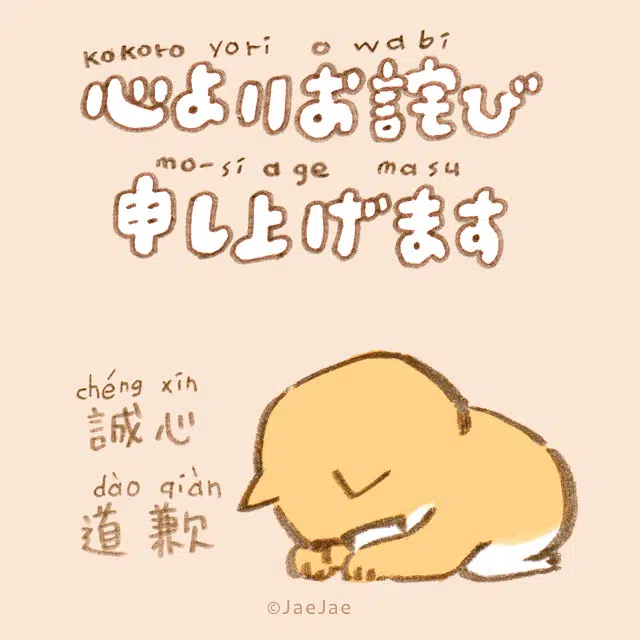 kokoro yori o wabi
心よりお詫び
mo-si age masu
申し上げます
chéng xīn
誠心
dào qiàn
道歉
©JaeJae